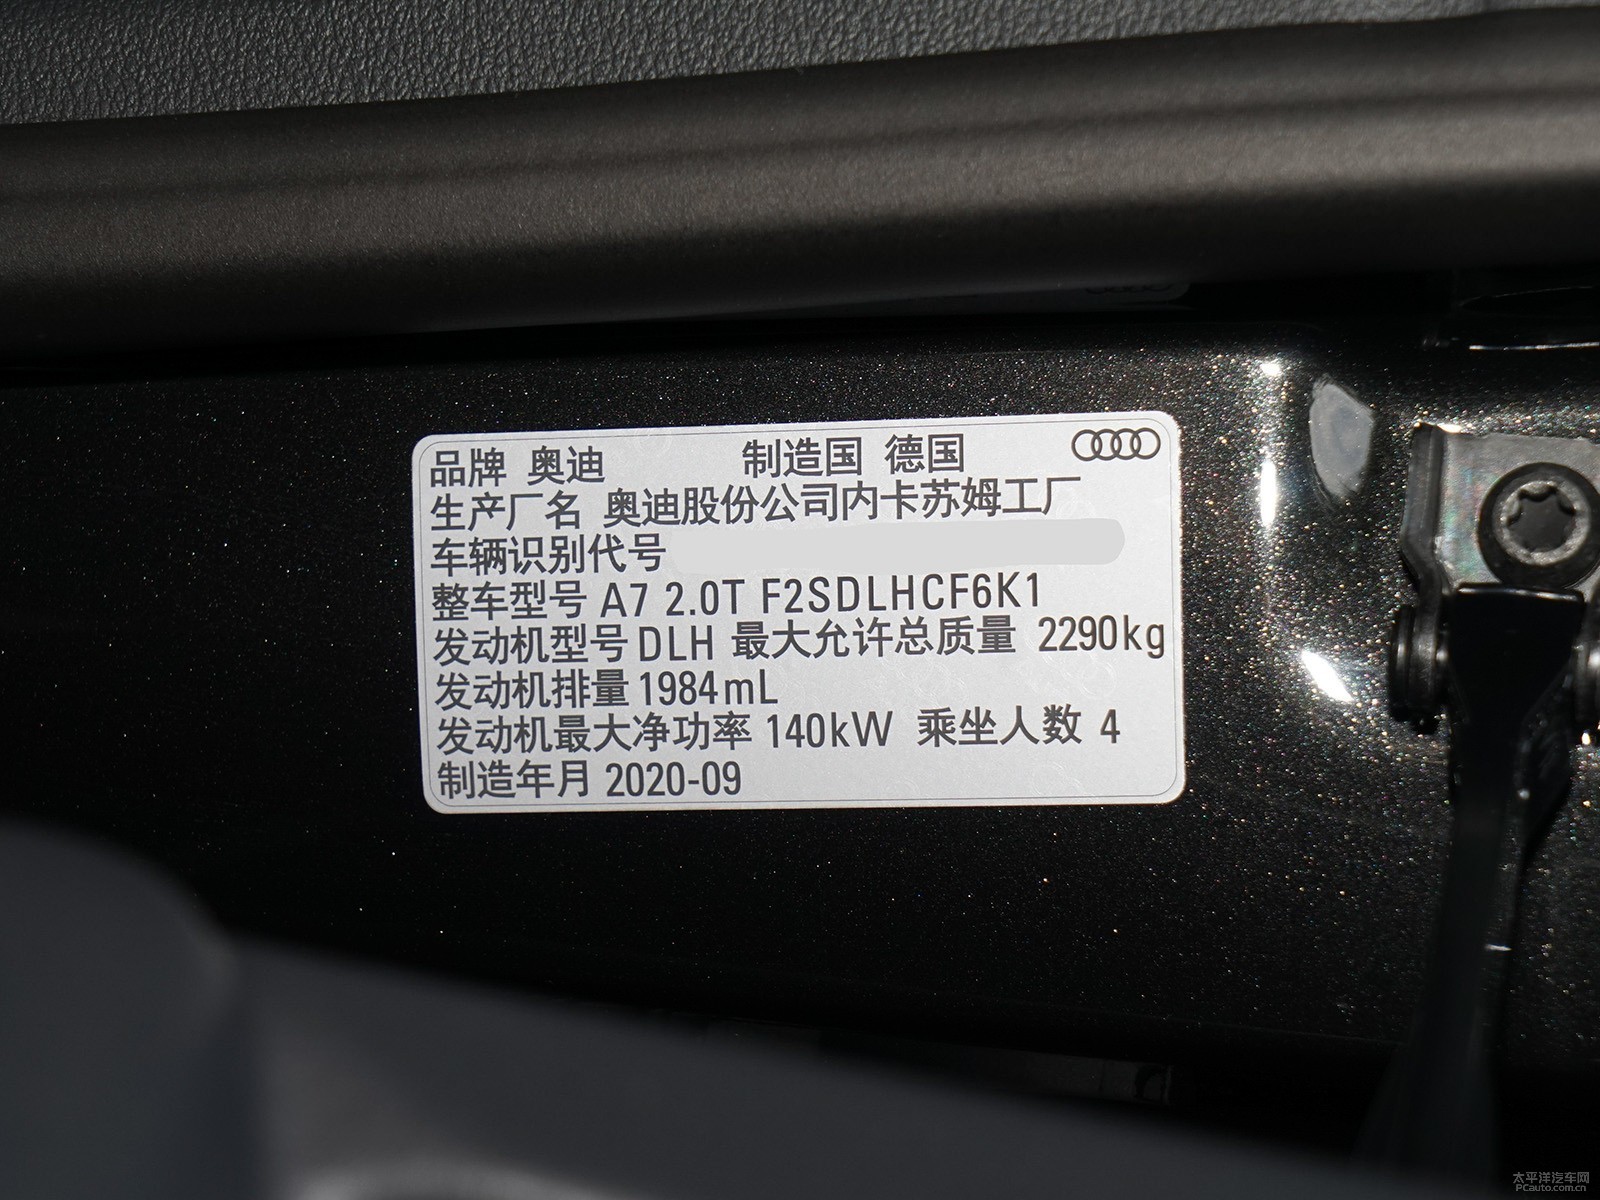 品牌 奥迪 制造国 德国
生产厂名 奥迪股份公司内卡苏姆工厂
车辆识别代号
整车型号 A7 2.0T F2SDLHCF6K1
发动机型号 DLH 最大允许总质量 2290kg
发动机排量 1984mL
发动机最大净功率 140kW 乘坐人数 4
制造年月 2020-09
太平洋汽车网
PCauto.com.cn